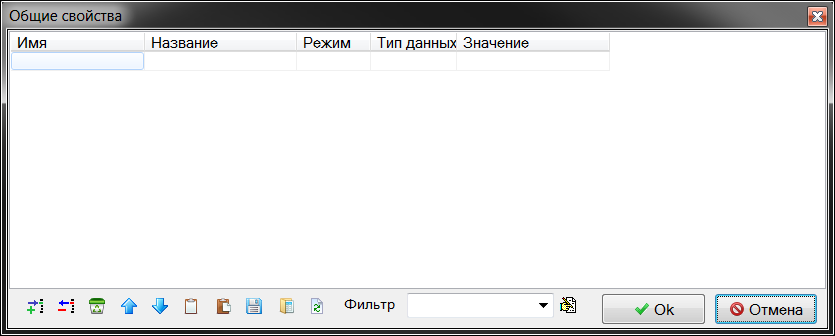 Общие свойства
Имя Название Режим Тип данных Значение
Фильтр Ok Отмена